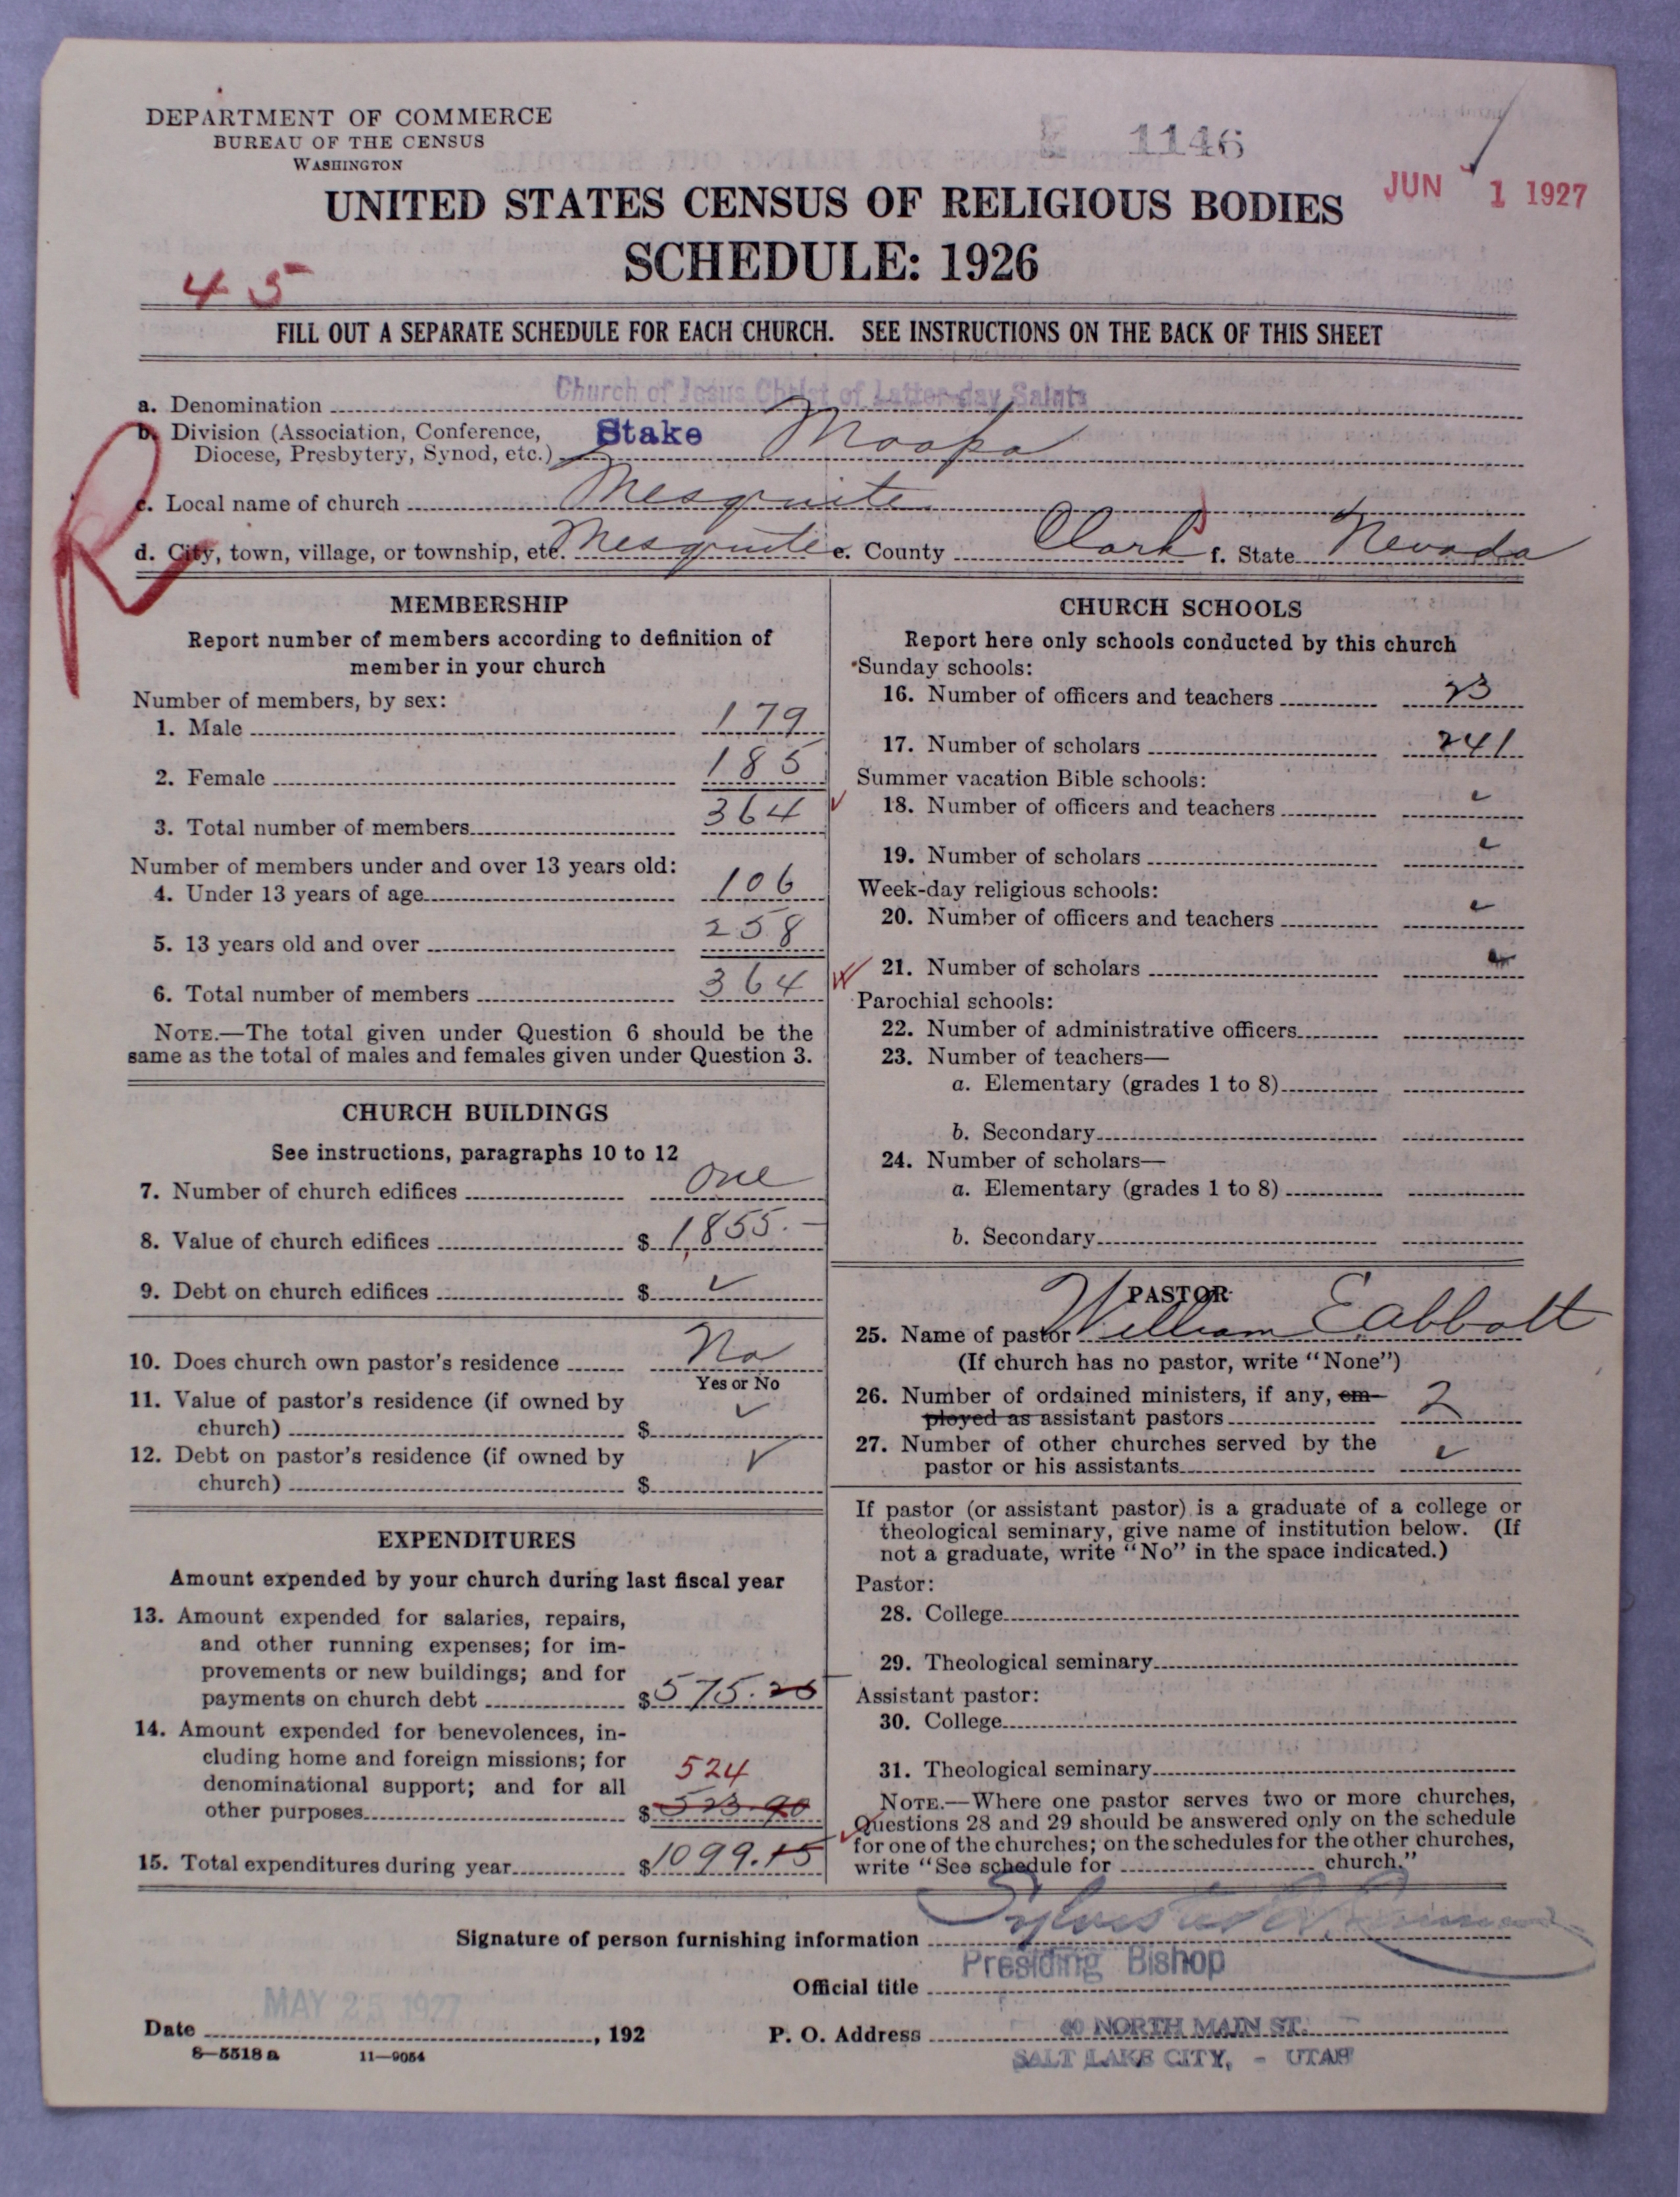 DEPARTMENT OF COMMERCE
BUREAU OF THE CENSUS
WASHINGTON
1146
JUN 1 1927
UNITED STATES CENSUS OF RELIGIOUS BODIES
SCHEDULE: 1926
45
FILL OUT A SEPARATE SCHEDULE FOR EACH CHURCH. SEE INSTRUCTIONS ON THE BACK OF THIS SHEET
a. Denomination Church of Jesus Christ of Latter-day Saints
b. Division (Association, Conference, Diocese, Presbytery, Synod, etc.) Stake Moapa
R
c. Local name of church Mesquite
d. City, town, village, or township, etc. Mesquite e. County Clark f. State Nevada
MEMBERSHIP
Report number of members according to definition of
member in your church
Number of members, by sex:
1. Male 179
2. Female 185
3. Total number of members 364
Number of members under and over 13 years old:
4. Under 13 years of age 106
5. 13 years old and over 258
6. Total number of members 364
NOTE.—The total given under Question 6 should be the
same as the total of males and females given under Question 3.
CHURCH BUILDINGS
See instructions, paragraphs 10 to 12
7. Number of church edifices One
8. Value of church edifices $ 1,855.—
9. Debt on church edifices $ ✓
10. Does church own pastor's residence No
Yes or No
11. Value of pastor's residence (if owned by
church) $ ✓
12. Debt on pastor's residence (if owned by
church) $ ✓
EXPENDITURES
Amount expended by your church during last fiscal year
13. Amount expended for salaries, repairs,
and other running expenses; for im-
provements or new buildings; and for
payments on church debt $ 575.25
14. Amount expended for benevolences, in-
cluding home and foreign missions; for
denominational support; and for all
other purposes $ 523.90
524
15. Total expenditures during year $ 1099.15
CHURCH SCHOOLS
Report here only schools conducted by this church
Sunday schools:
16. Number of officers and teachers 23
17. Number of scholars 241
Summer vacation Bible schools:
18. Number of officers and teachers
19. Number of scholars
Week-day religious schools:
20. Number of officers and teachers
21. Number of scholars
Parochial schools:
22. Number of administrative officers
23. Number of teachers—
a. Elementary (grades 1 to 8)
b. Secondary
24. Number of scholars—
a. Elementary (grades 1 to 8)
b. Secondary
PASTOR
25. Name of pastor William E Abbott
(If church has no pastor, write "None")
26. Number of ordained ministers, if any, em-
ployed as assistant pastors 2
27. Number of other churches served by the
pastor or his assistants
If pastor (or assistant pastor) is a graduate of a college or
theological seminary, give name of institution below. (If
not a graduate, write "No" in the space indicated.)
Pastor:
28. College
29. Theological seminary
Assistant pastor:
30. College
31. Theological seminary
NOTE.—Where one pastor serves two or more churches,
Questions 28 and 29 should be answered only on the schedule
for one of the churches; on the schedules for the other churches,
write "See schedule for church."
Signature of person furnishing information
Official title Presiding Bishop
MAY 25 1927
Date , 192 P. O. Address 40 NORTH MAIN ST.
SALT LAKE CITY, - UTAH
8—5518 a 11—9054